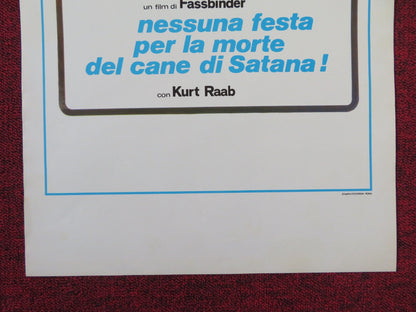 un film di Fassbinder
nessuna festa
per la morte
del cane di Satana!
con Kurt Raab